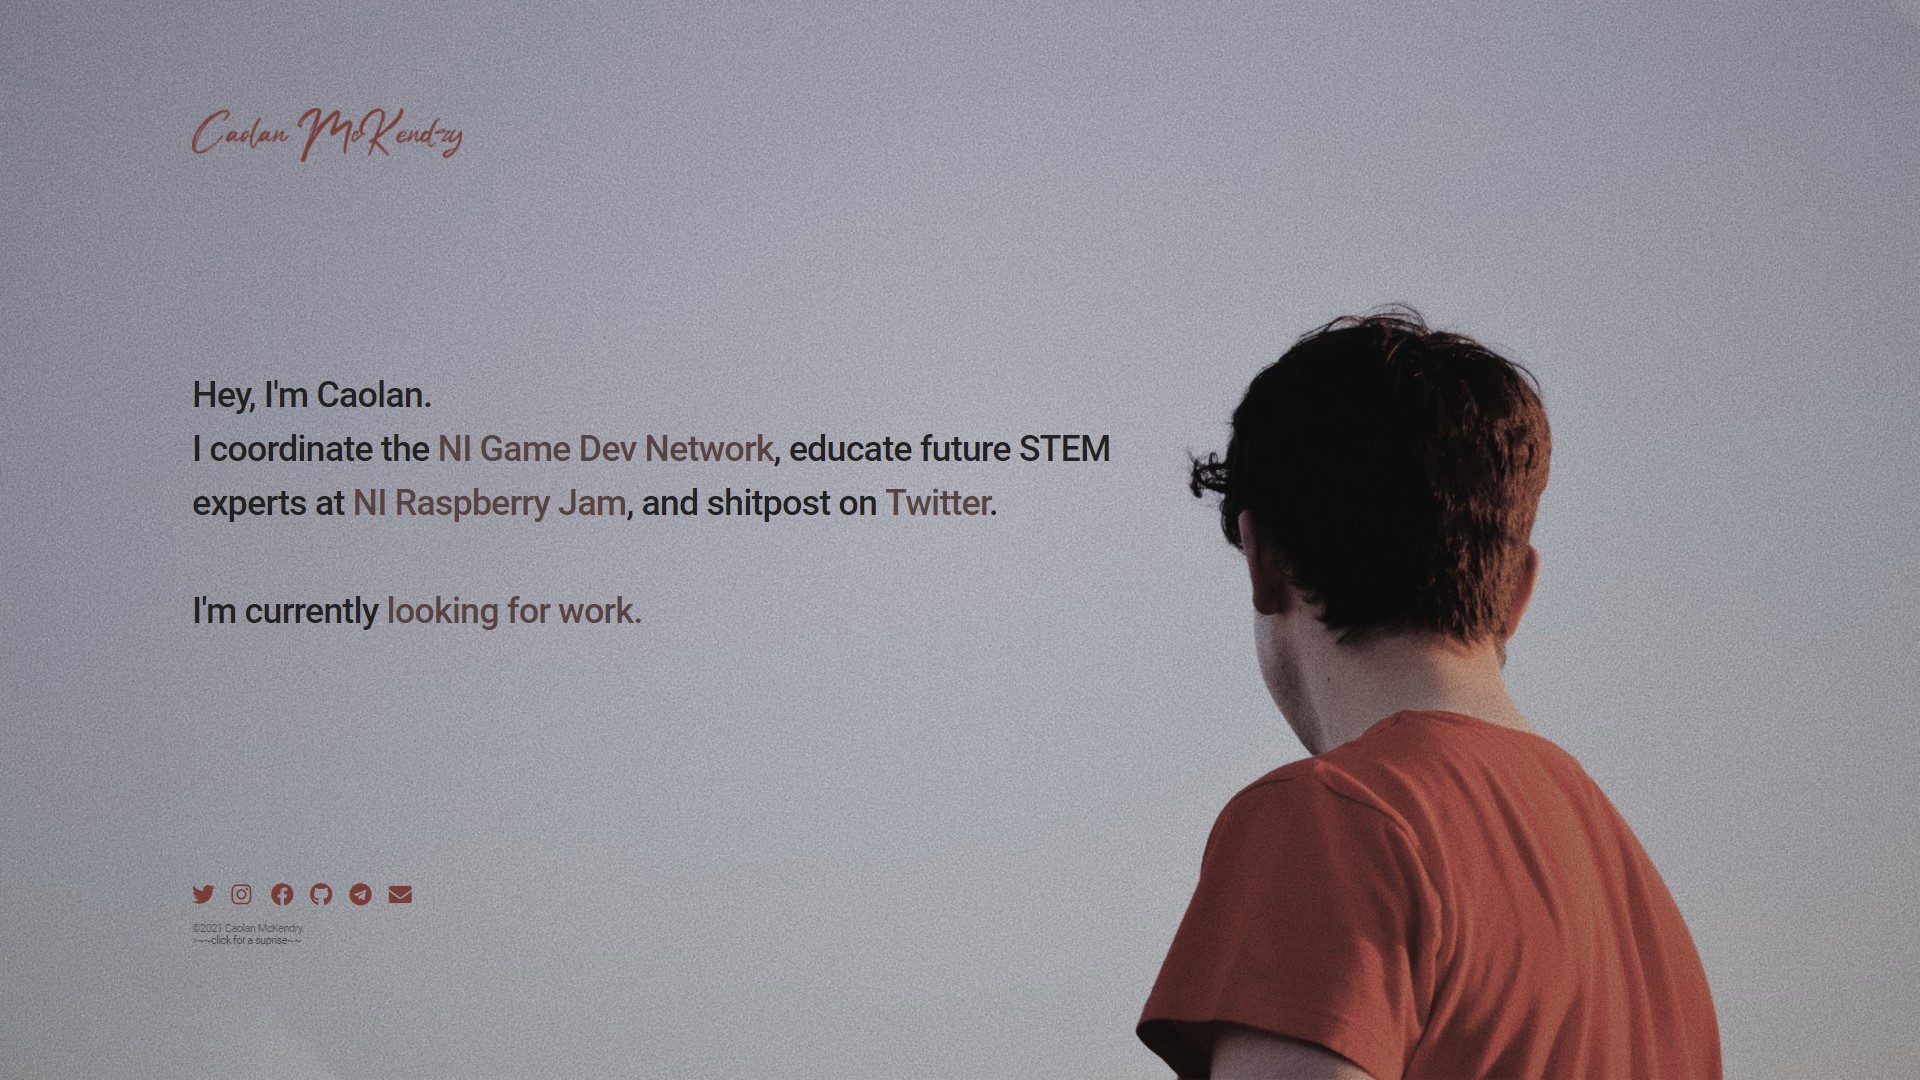 Caolan McKendry
Hey, I'm Caolan.
I coordinate the NI Game Dev Network, educate future STEM
experts at NI Raspberry Jam, and shitpost on Twitter.
I'm currently looking for work.
©2021 Caolan McKendry.
>~~click for a suprise~~